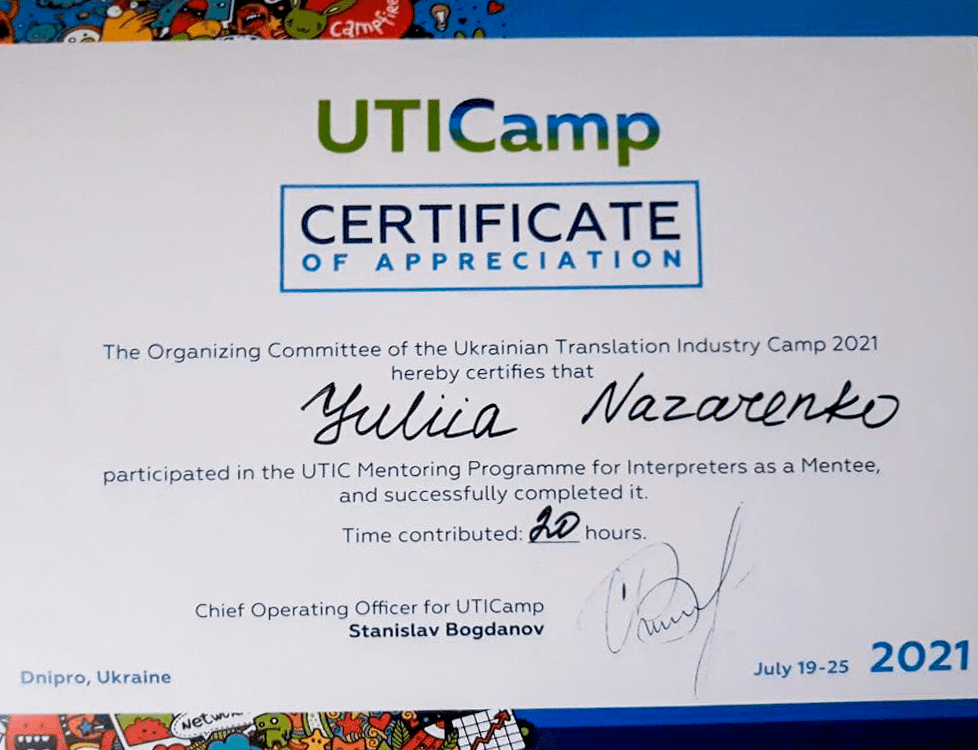 Campfire
UTICamp
CERTIFICATE
OF APPRECIATION
The Organizing Committee of the Ukrainian Translation Industry Camp 2021
hereby certifies that
Yuliia Nazarenko
participated in the UTIC Mentoring Programme for Interpreters as a Mentee,
and successfully completed it.
Time contributed: 20 hours.
Chief Operating Officer for UTICamp
Stanislav Bogdanov
July 19-25 2021
Dnipro, Ukraine